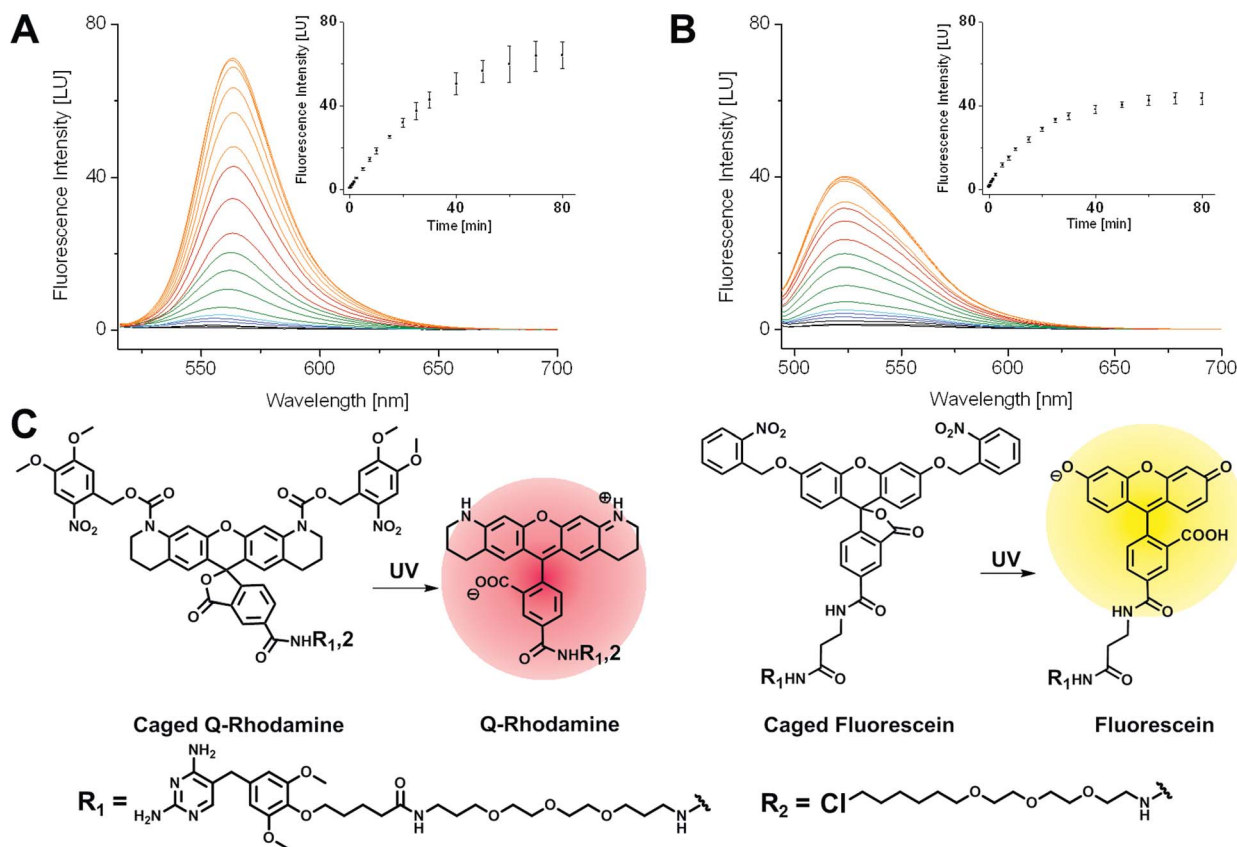 A
Fluorescence Intensity [LU]
80
40
0
550
600
650
700
Wavelength [nm]
Fluorescence Intensity [LU]
80
40
0
0
40
80
Time [min]
B
Fluorescence Intensity [LU]
80
40
0
500
550
600
650
700
Wavelength [nm]
Fluorescence Intensity [LU]
80
40
0
0
40
80
Time [min]
C
O
O
NO2
O
O
N
O
N
O
O
NO2
O
O
O
O
O
NHR1,2
UV
H
N
O
⊕
N
H
OOC
⊖
O
NHR1,2
Caged Q-Rhodamine
Q-Rhodamine
NO2
O2N
O
O
O
O
O
HN
O
R1HN
O
UV
⊖
O
O
O
COOH
HN
O
R1HN
O
Caged Fluorescein
Fluorescein
R1 =
NH2
N
H2N
N
O
O
O
O
N
H
O
O
O
N
H
R2 =
Cl
O
O
O
N
H